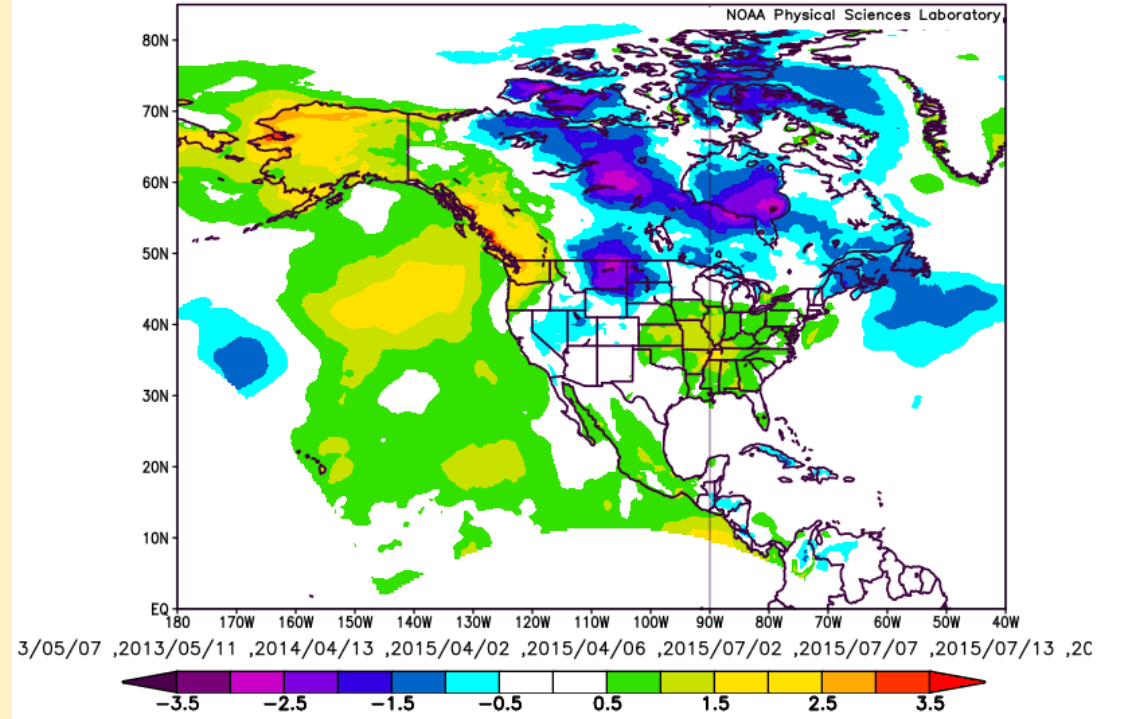 NOAA Physical Sciences Laboratory
80N
70N
60N
50N
40N
30N
20N
10N
EQ
180 170W 160W 150W 140W 130W 120W 110W 100W 90W 80W 70W 60W 50W 40W
3/05/07 ,2013/05/11 ,2014/04/13 ,2015/04/02 ,2015/04/06 ,2015/07/02 ,2015/07/07 ,2015/07/13 ,20
−3.5 −2.5 −1.5 −0.5 0.5 1.5 2.5 3.5